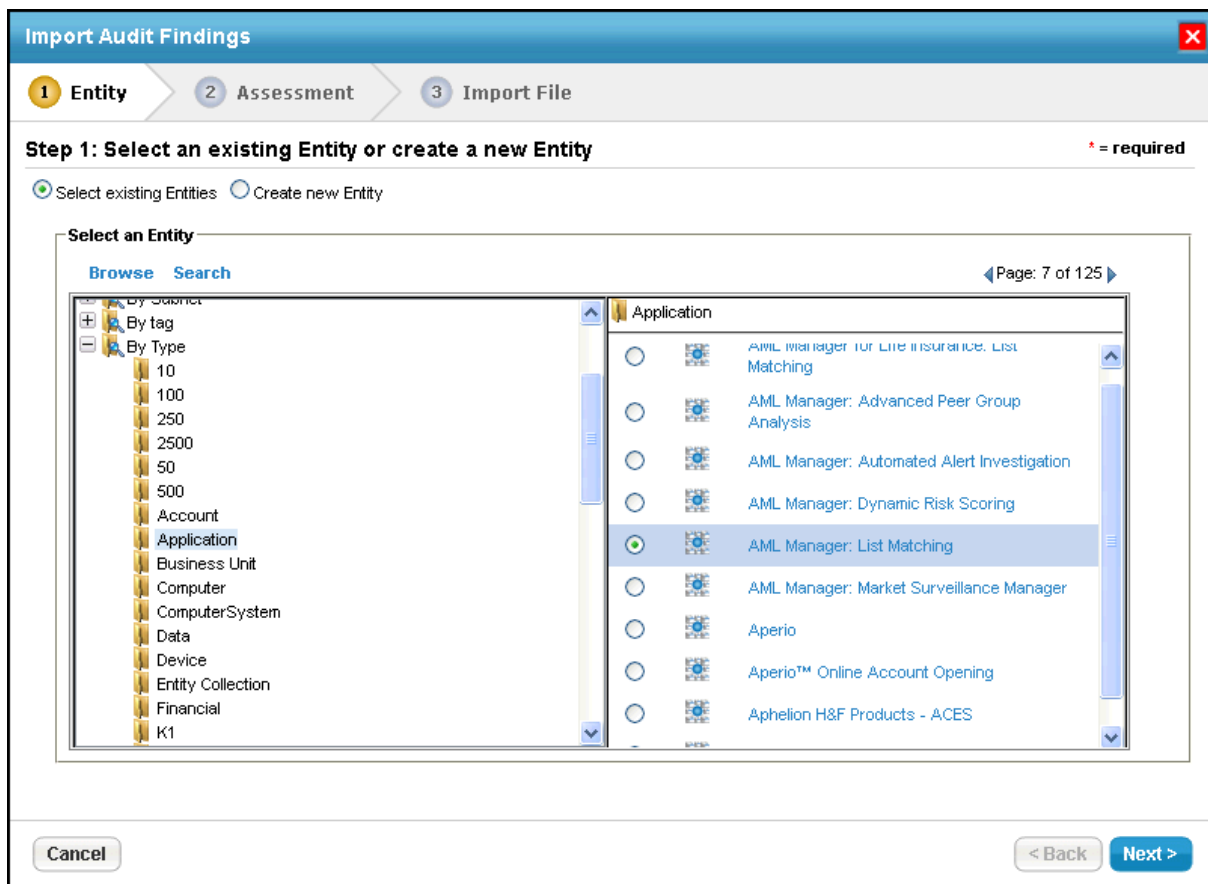 Import Audit Findings
1 Entity
2 Assessment
3 Import File
Step 1: Select an existing Entity or create a new Entity
* = required
Select existing Entities
Create new Entity
Select an Entity
Browse Search
Page: 7 of 125
By Subnet
By tag
By Type
10
100
250
2500
50
500
Account
Application
Business Unit
Computer
ComputerSystem
Data
Device
Entity Collection
Financial
K1
Application
AML Manager for Life Insurance: List
Matching
AML Manager: Advanced Peer Group
Analysis
AML Manager: Automated Alert Investigation
AML Manager: Dynamic Risk Scoring
AML Manager: List Matching
AML Manager: Market Surveillance Manager
Aperio
Aperio™ Online Account Opening
Aphelion H&F Products - ACES
Cancel
< Back
Next >